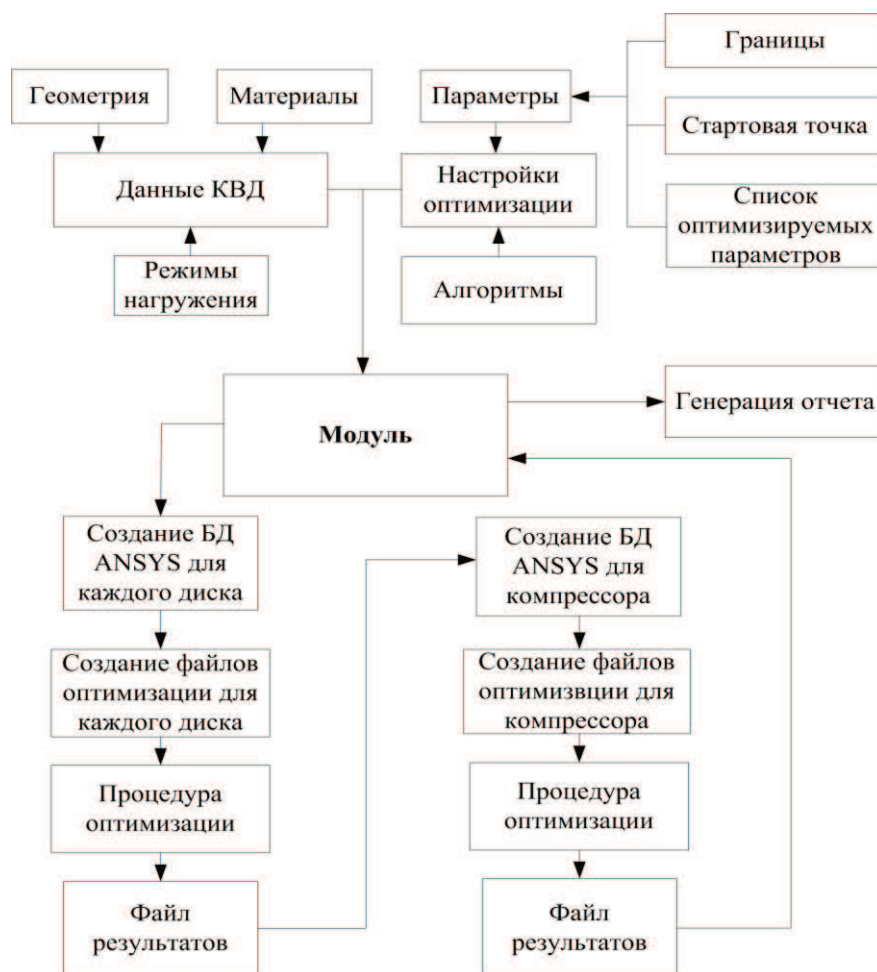 Границы
Геометрия
Материалы
Параметры
Стартовая точка
Данные КВД
Настройки
оптимизации
Список
оптимизируемых
параметров
Режимы
нагружения
Алгоритмы
Модуль
Генерация отчета
Создание БД
ANSYS для
каждого диска
Создание файлов
оптимизации для
каждого диска
Процедура
оптимизации
Файл
результатов
Создание БД
ANSYS для
компрессора
Создание файлов
оптимизвции для
компрессора
Процедура
оптимизации
Файл
результатов